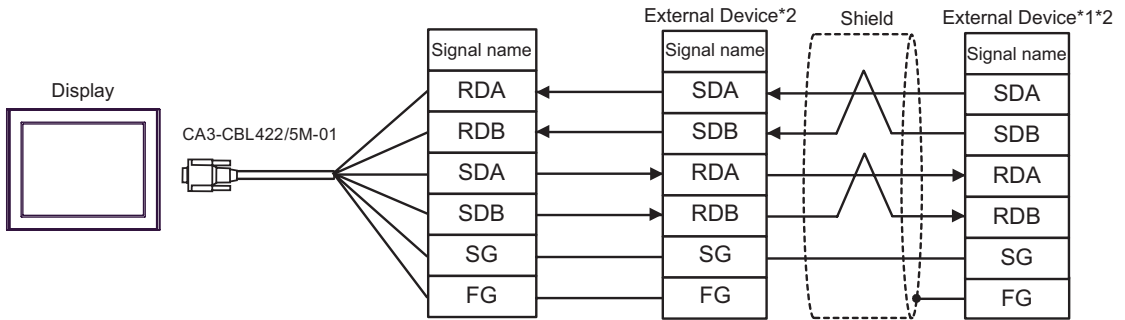 Display
CA3-CBL422/5M-01
Signal name
RDA
RDB
SDA
SDB
SG
FG
External Device*2
Signal name
SDA
SDB
RDA
RDB
SG
FG
Shield
External Device*1*2
Signal name
SDA
SDB
RDA
RDB
SG
FG